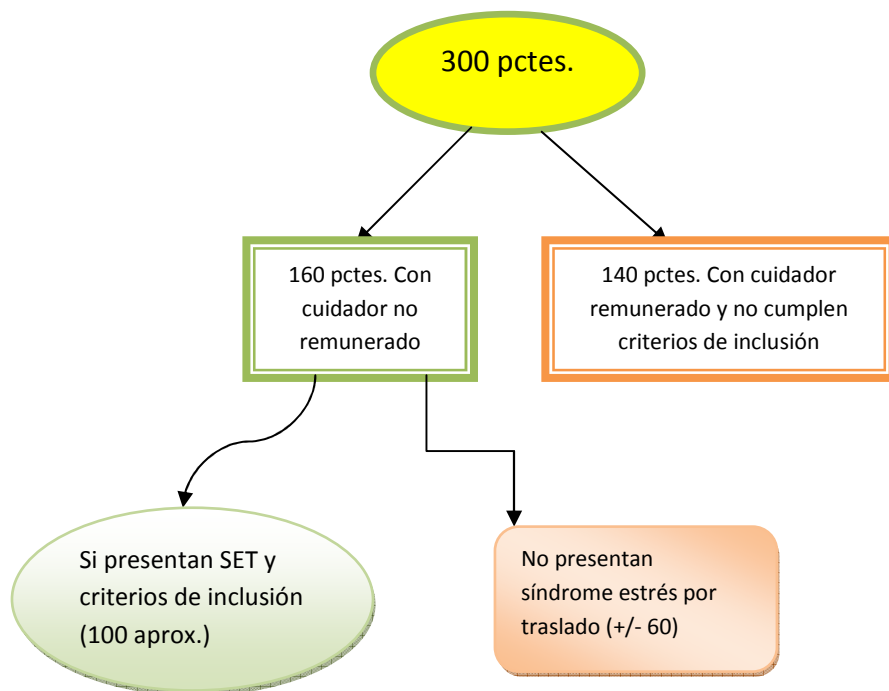 300 pctes.
160 pctes. Con
cuidador no
remunerado
140 pctes. Con cuidador
remunerado y no cumplen
criterios de inclusión
Si presentan SET y
criterios de inclusión
(100 aprox.)
No presentan
síndrome estrés por
traslado (+/- 60)